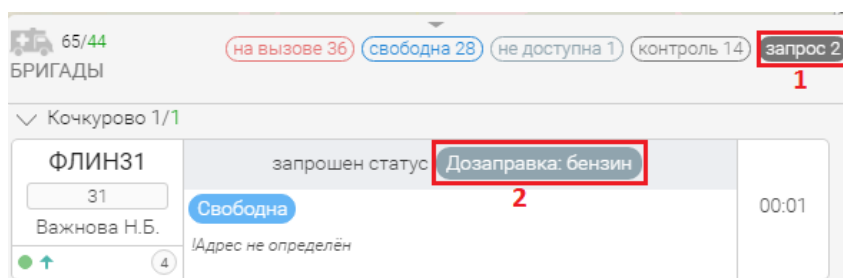 65/44
БРИГАДЫ
на вызове 36 свободна 28 не доступна 1 контроль 14 запрос 2
1
Кочкурово 1/1
ФЛИН31
31
Важнова Н.Б.
4
запрошен статус Дозаправка: бензин
2
Свободна
!Адрес не определён
00:01